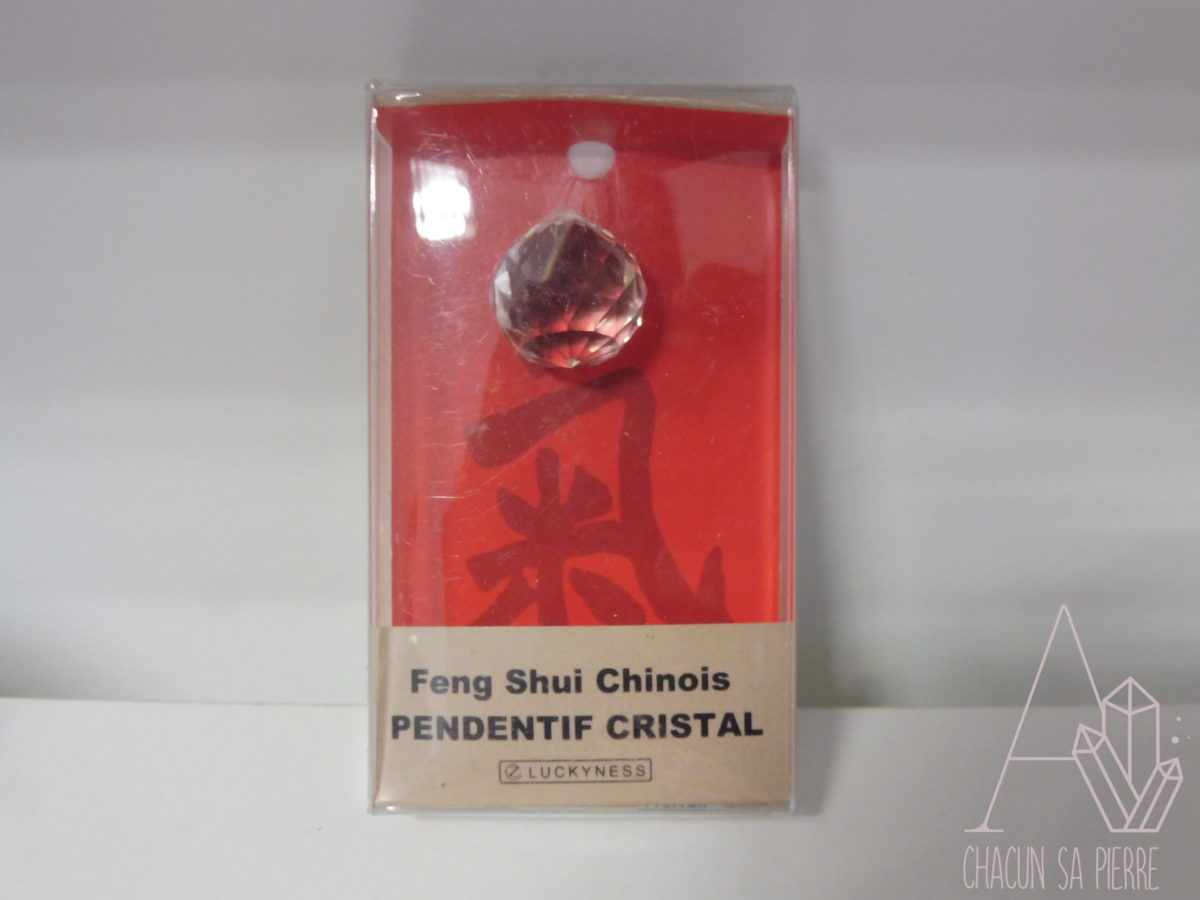 氣
Feng Shui Chinois
PENDENTIF CRISTAL
LUCKYNESS
A
CHACUN SA PIERRE